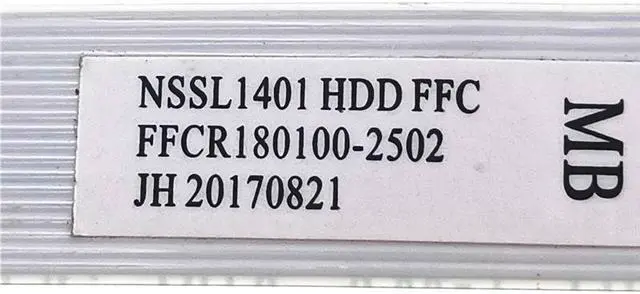 NSSL1401 HDD FFC
FFCR180100-2502
JH 20170821
MB